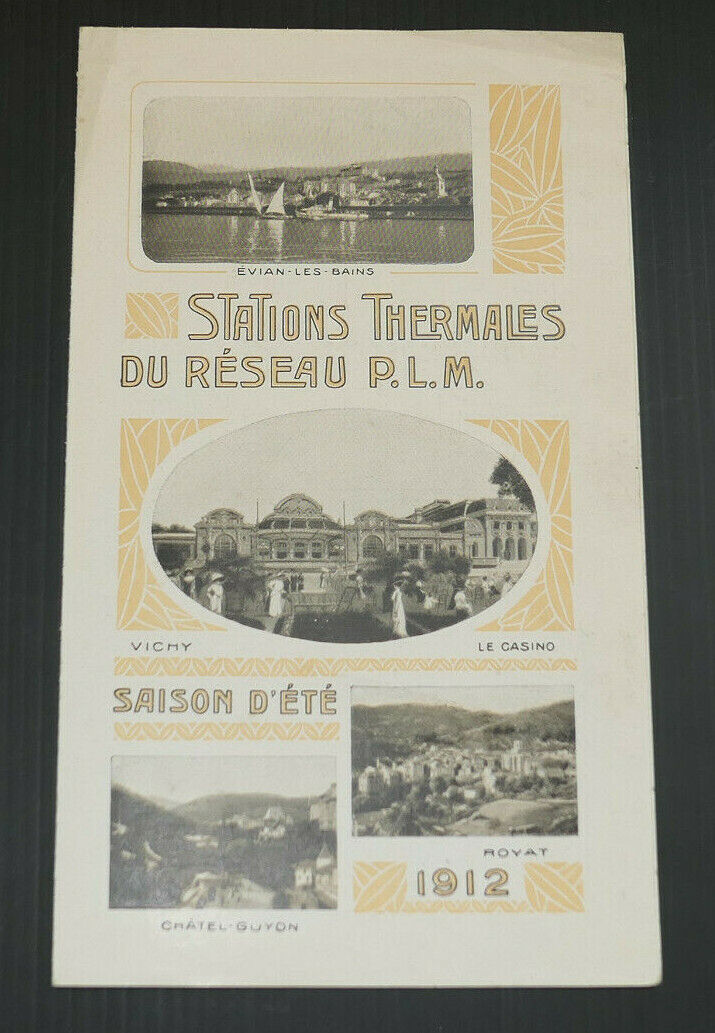 ÉVIAN-LES-BAINS
STATIONS THERMALES
DU RÉSEAU P.L.M.
VICHY LE CASINO
SAISON D'ÉTÉ
ROYAT
1912
CHÂTEL-GUYON